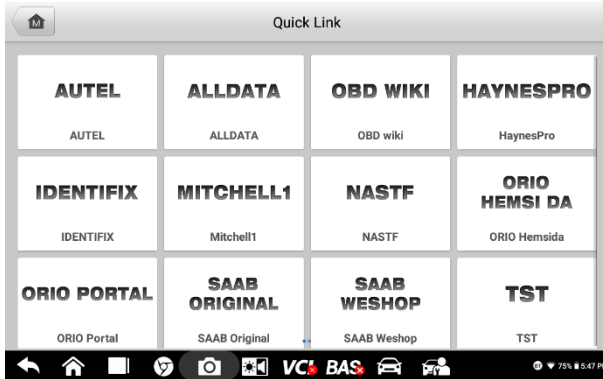 Quick Link
AUTEL
ALLDATA
OBD WIKI
HAYNESPRO
AUTEL
ALLDATA
OBD wiki
HaynesPro
IDENTIFIX
MITCHELL1
NASTF
ORIO
HEMSI DA
IDENTIFIX
Mitchell1
NASTF
ORIO Hemsida
ORIO PORTAL
SAAB
ORIGINAL
SAAB
WESHOP
TST
ORIO Portal
SAAB Original
SAAB Weshop
TST
VCI
BAS
75% 5:47 P